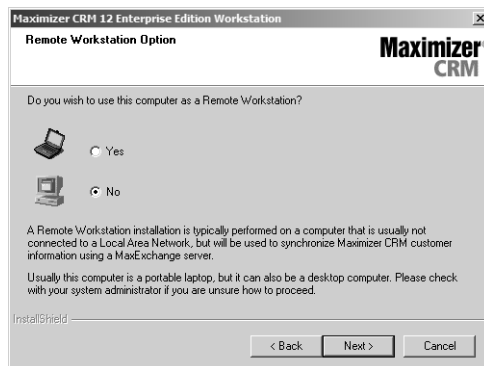 Maximizer CRM 12 Enterprise Edition Workstation
Remote Workstation Option
Maximizer
CRM
Do you wish to use this computer as a Remote Workstation?
Yes
No
A Remote Workstation installation is typically performed on a computer that is usually not
connected to a Local Area Network, but will be used to synchronize Maximizer CRM customer
information using a MaxExchange server.
Usually this computer is a portable laptop, but it can also be a desktop computer. Please check
with your system administrator if you are unsure how to proceed.
InstallShield
< Back Next > Cancel